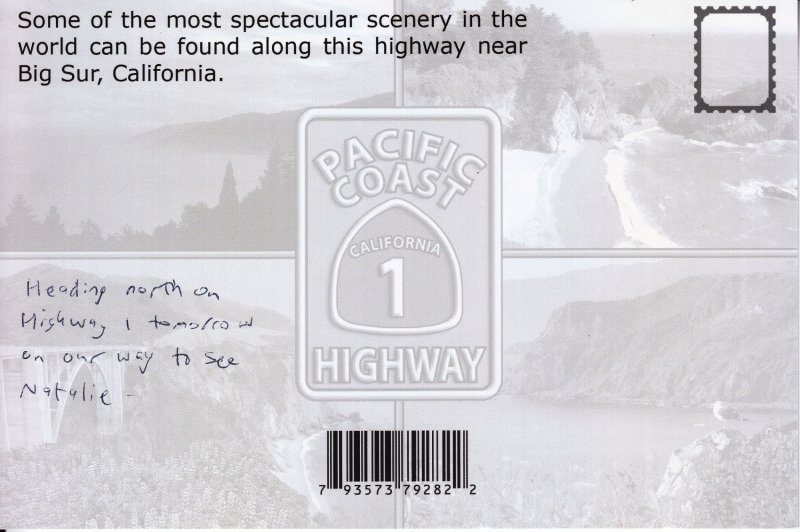 Some of the most spectacular scenery in the
world can be found along this highway near
Big Sur, California.
PACIFIC
COAST
CALIFORNIA
1
HIGHWAY
Heading north on
Highway 1 tomorrow
on our way to see
Natalie -
7 93573 79282 2